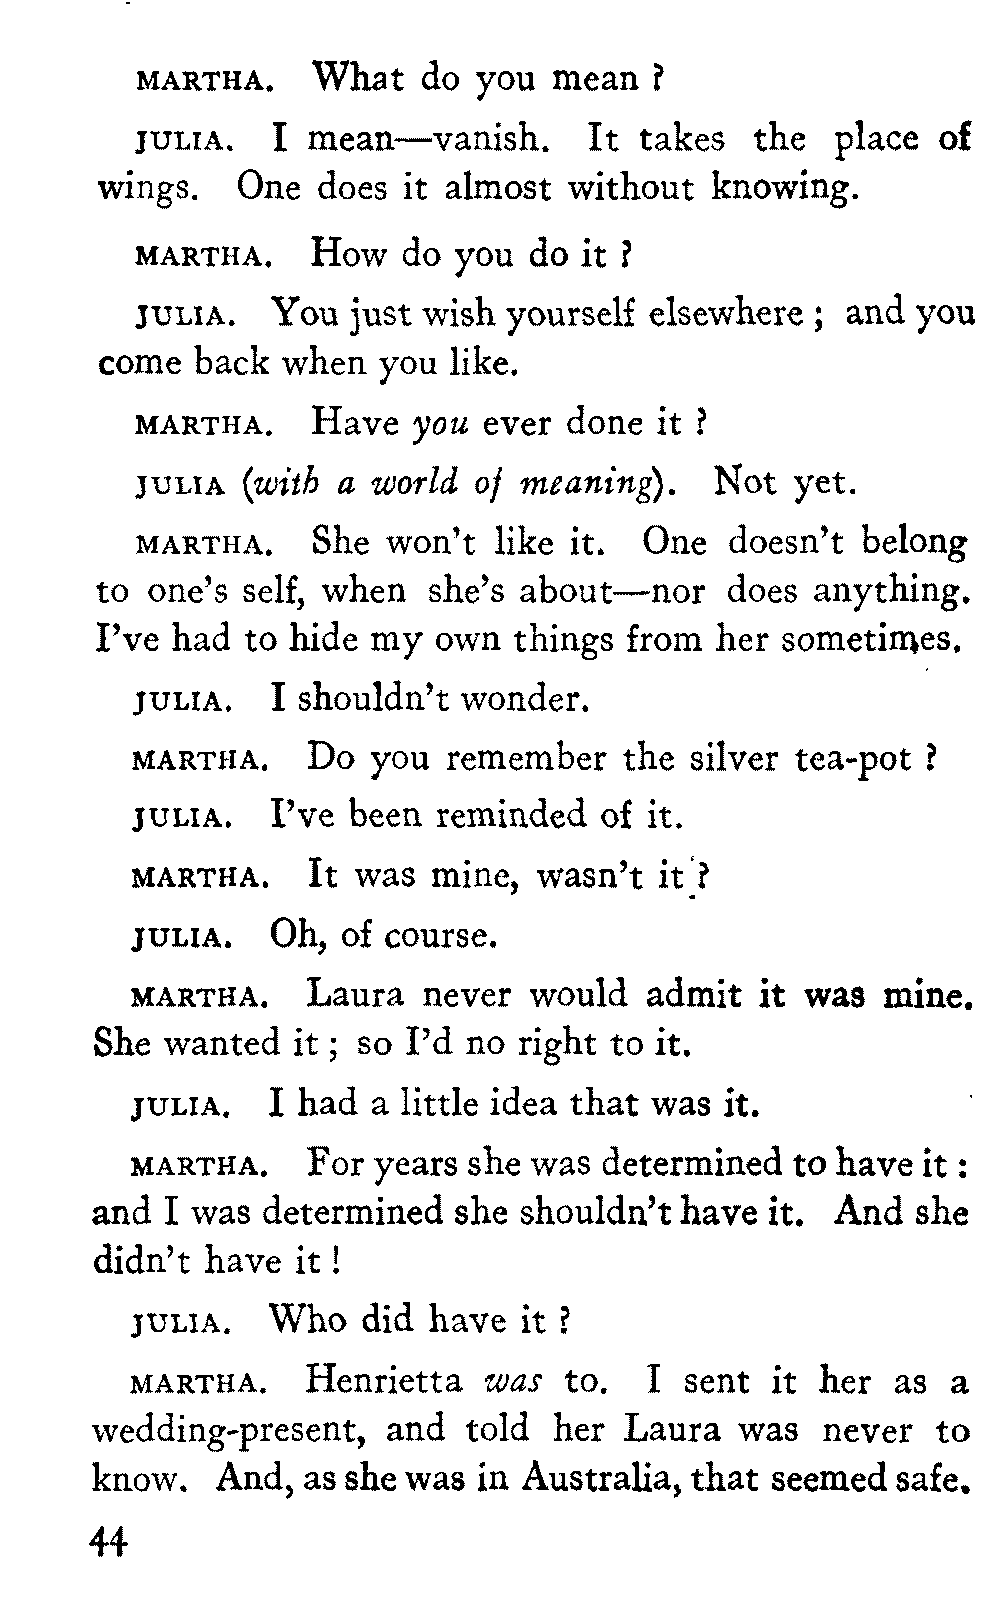 MARTHA. What do you mean ?
JULIA. I mean—vanish. It takes the place of
wings. One does it almost without knowing.
MARTHA. How do you do it ?
JULIA. You just wish yourself elsewhere ; and you
come back when you like.
MARTHA. Have you ever done it ?
JULIA (with a world of meaning). Not yet.
MARTHA. She won't like it. One doesn't belong
to one's self, when she's about—nor does anything.
I've had to hide my own things from her sometimes.
JULIA. I shouldn't wonder.
MARTHA. Do you remember the silver tea-pot ?
JULIA. I've been reminded of it.
MARTHA. It was mine, wasn't it ?
JULIA. Oh, of course.
MARTHA. Laura never would admit it was mine.
She wanted it ; so I'd no right to it.
JULIA. I had a little idea that was it.
MARTHA. For years she was determined to have it :
and I was determined she shouldn't have it. And she
didn't have it !
JULIA. Who did have it ?
MARTHA. Henrietta was to. I sent it her as a
wedding-present, and told her Laura was never to
know. And, as she was in Australia, that seemed safe.
44